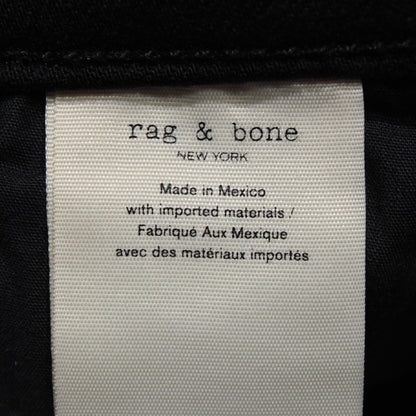 rag & bone
NEW YORK
Made in Mexico
with imported materials /
Fabriqué Aux Mexique
avec des matériaux importés